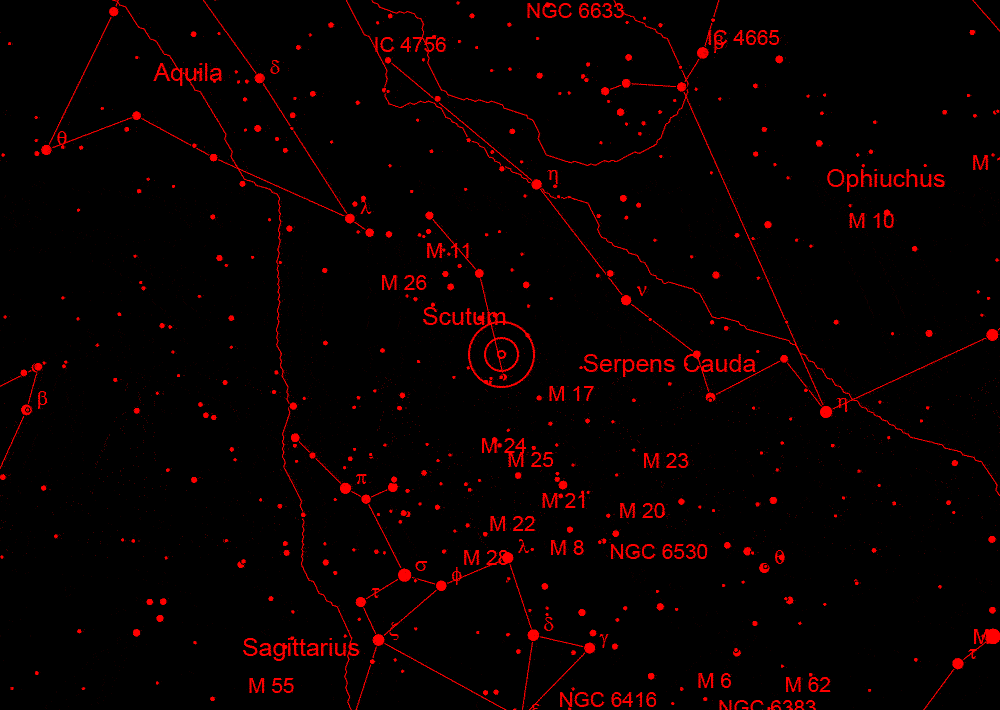 NGC 6633
IC 4756
IC 4665
β
δ
Aquila
θ
M
η
Ophiuchus
λ
M 10
M 11
M 26
ν
Scutum
Serpens Cauda
β
M 17
η
M 24
M 25
M 23
π
M 21
M 20
M 22
λ
M 8
NGC 6530
M 28
θ
σ
φ
τ
ζ
δ
γ
M
Sagittarius
τ
M 55
M 6
M 62
NGC 6416
NGC 6383
ε